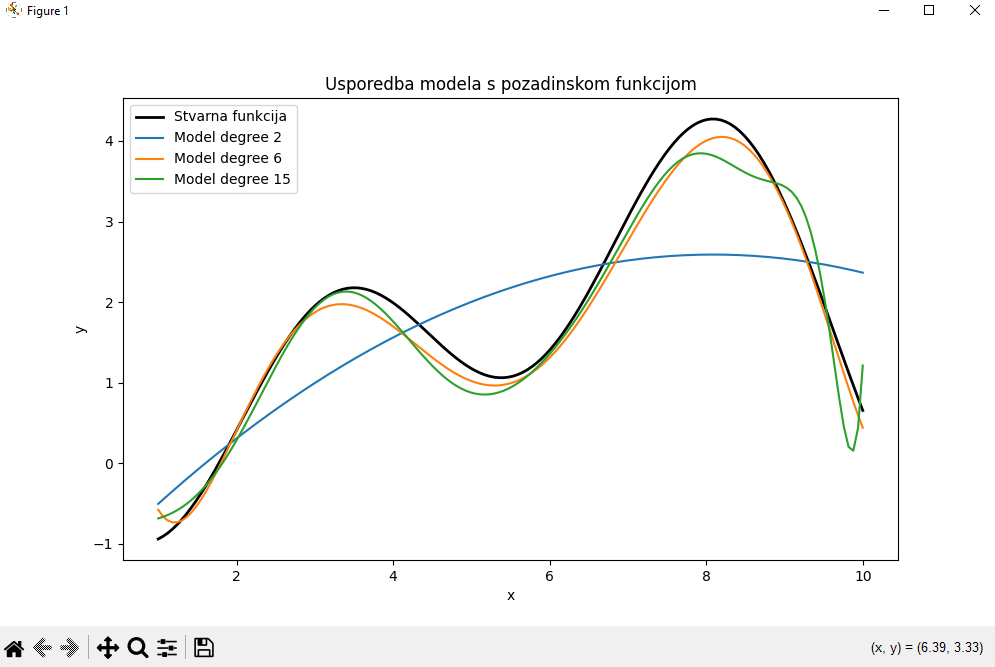 Figure 1
Usporedba modela s pozadinskom funkcijom
Stvarna funkcija
Model degree 2
Model degree 6
Model degree 15
y
4
3
2
1
0
−1
2
4
6
8
10
x
(x, y) = (6.39, 3.33)